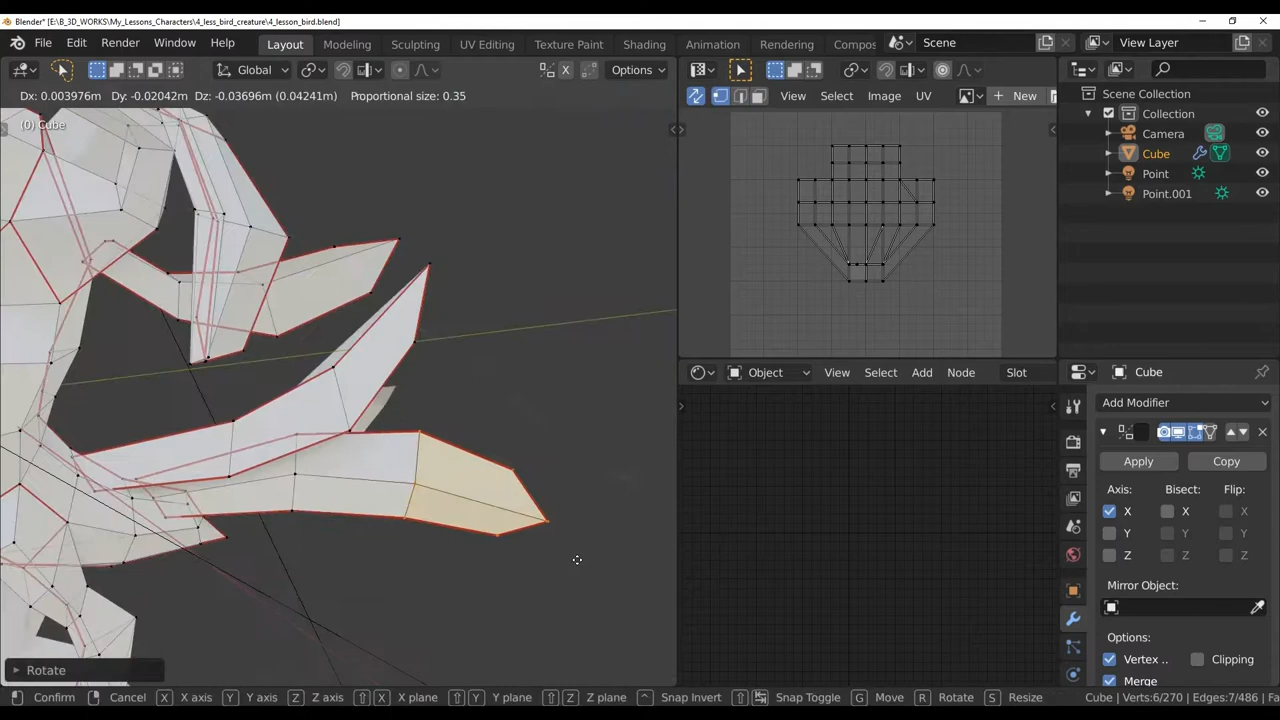 Blender* [E:\B_3D_WORKS\My_Lessons_Characters\4_less_bird_creature\4_lesson_bird.blend]
File Edit Render Window Help Layout Modeling Sculpting UV Editing Texture Paint Shading Animation Rendering Compos Scene View Layer
Global X Options
Dx: 0.003976m Dy: -0.02042m Dz: -0.03696m (0.04241m) Proportional size: 0.35
View Select Image UV New
(0) Cube
Scene Collection
Collection
Camera
Cube
Point
Point.001
Object View Select Add Node Slot
Cube
Add Modifier
Apply Copy
Axis: Bisect: Flip:
X X X
Y Y Y
Z Z Z
Mirror Object:
Options:
Vertex .. Clipping
Merge
Rotate
Confirm Cancel X X axis Y Y axis Z Z axis X X plane Y Y plane Z Z plane Snap Invert Snap Toggle G Move R Rotate S Resize Cube | Verts:6/270 | Edges:7/486 | Fa